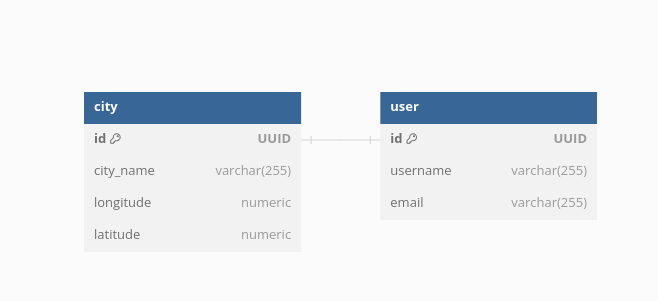 city
id UUID
city_name varchar(255)
longitude numeric
latitude numeric
user
id UUID
username varchar(255)
email varchar(255)